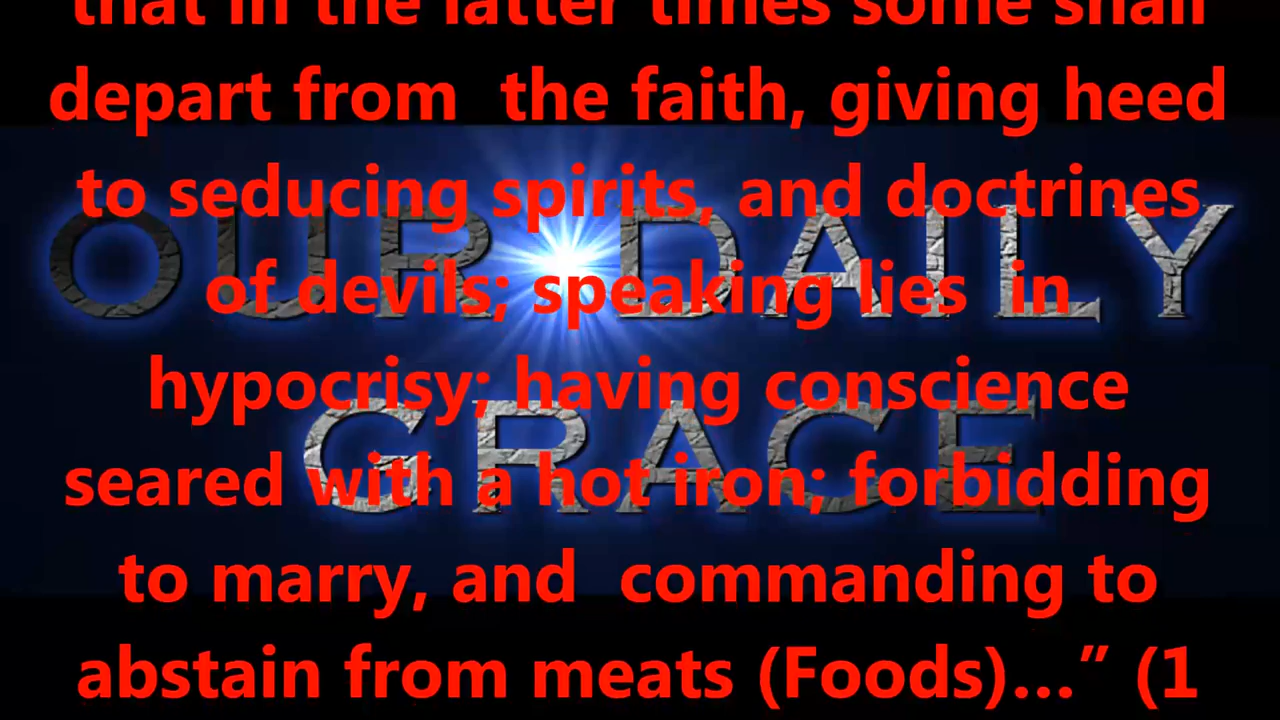 that in the latter times some shall
depart from  the faith, giving heed
to seducing spirits, and doctrines
OUR DAILY
of devils; speaking lies  in
hypocrisy; having conscience
GRACE
seared with a hot iron; forbidding
to marry, and  commanding to
abstain from meats (Foods)…” (1